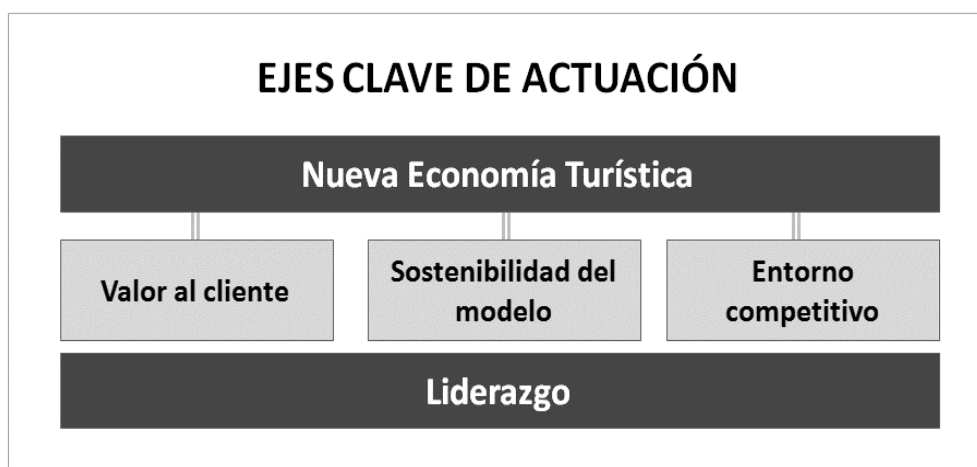 EJES CLAVE DE ACTUACIÓN
Nueva Economía Turística
Valor al cliente
Sostenibilidad del
modelo
Entorno
competitivo
Liderazgo